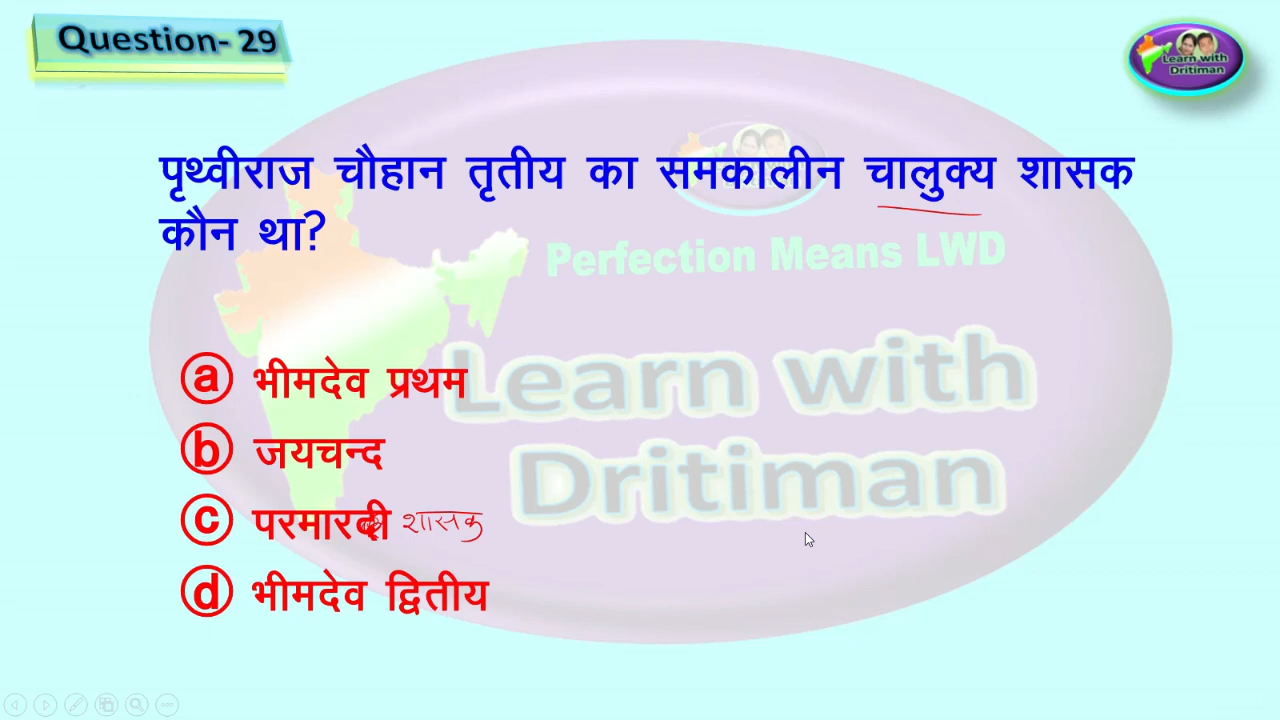 Question- 29
Learn with
Dritiman
पृथ्वीराज चौहान तृतीय का समकालीन चालुक्य शासक
कौन था?
Perfection Means LWD
Learn with
Dritiman
a भीमदेव प्रथम
b जयचन्द
c परमारदी शासक
d भीमदेव द्वितीय